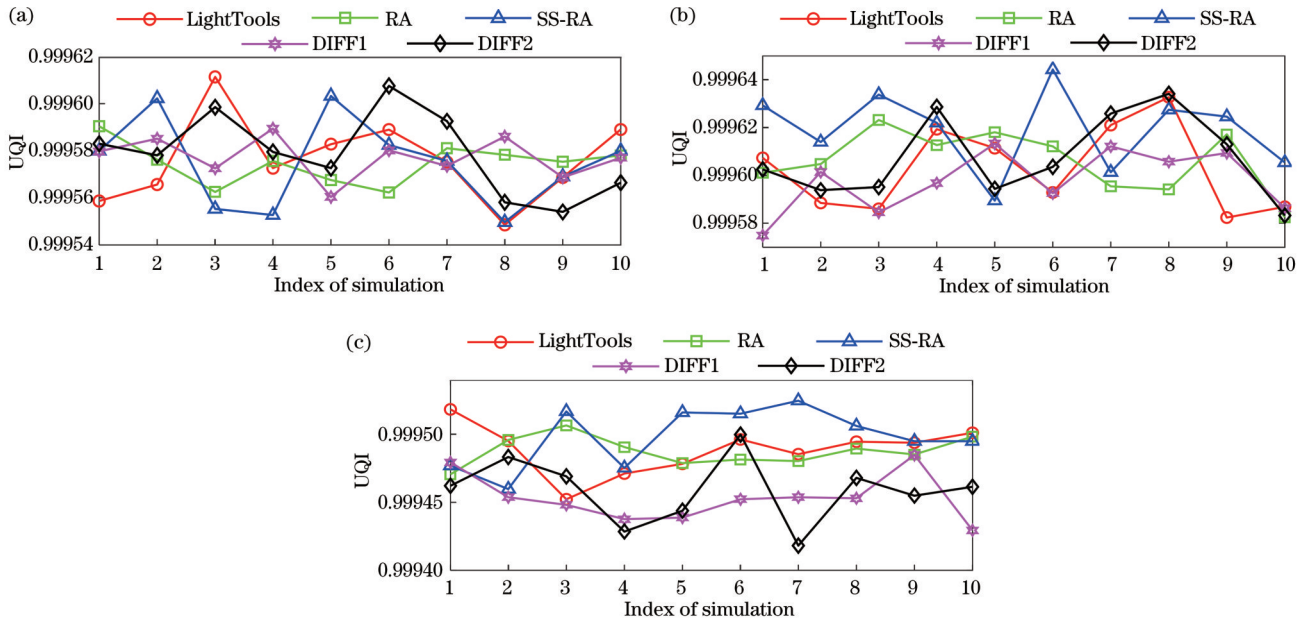 (a)
LightTools RA SS-RA
DIFF1 DIFF2
0.99962
0.99960
0.99958
0.99956
0.99954
UQI
1 2 3 4 5 6 7 8 9 10
Index of simulation
(b)
LightTools RA SS-RA
DIFF1 DIFF2
0.99964
0.99962
0.99960
0.99958
UQI
1 2 3 4 5 6 7 8 9 10
Index of simulation
(c)
LightTools RA SS-RA
DIFF1 DIFF2
0.99950
0.99945
0.99940
UQI
1 2 3 4 5 6 7 8 9 10
Index of simulation